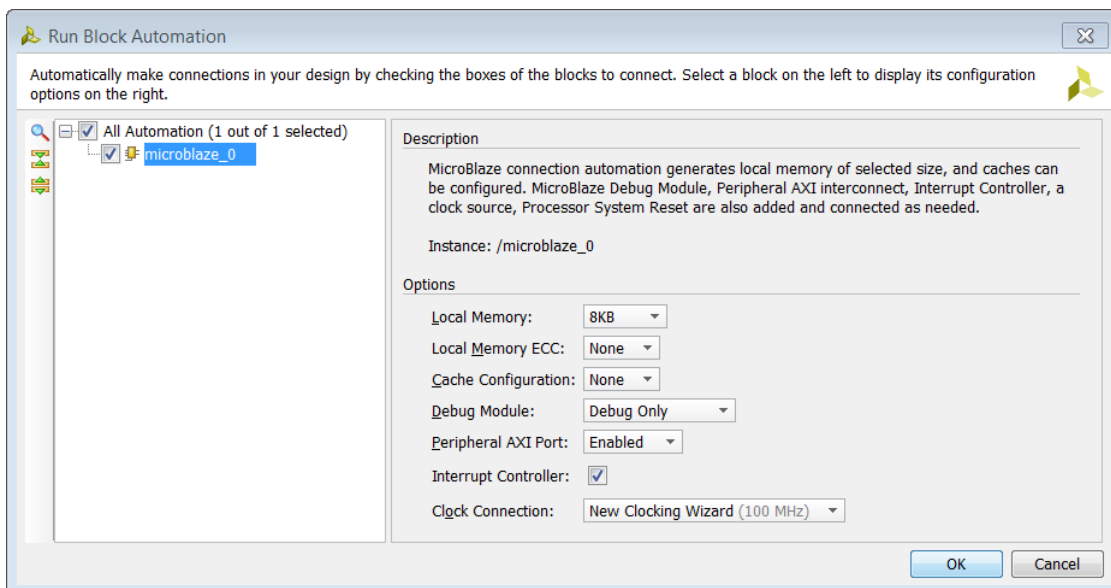 Run Block Automation
Automatically make connections in your design by checking the boxes of the blocks to connect. Select a block on the left to display its configuration
options on the right.
All Automation (1 out of 1 selected)
microblaze_0
Description
MicroBlaze connection automation generates local memory of selected size, and caches can
be configured. MicroBlaze Debug Module, Peripheral AXI interconnect, Interrupt Controller, a
clock source, Processor System Reset are also added and connected as needed.
Instance: /microblaze_0
Options
Local Memory: 8KB
Local Memory ECC: None
Cache Configuration: None
Debug Module: Debug Only
Peripheral AXI Port: Enabled
Interrupt Controller:
Clock Connection: New Clocking Wizard (100 MHz)
OK Cancel